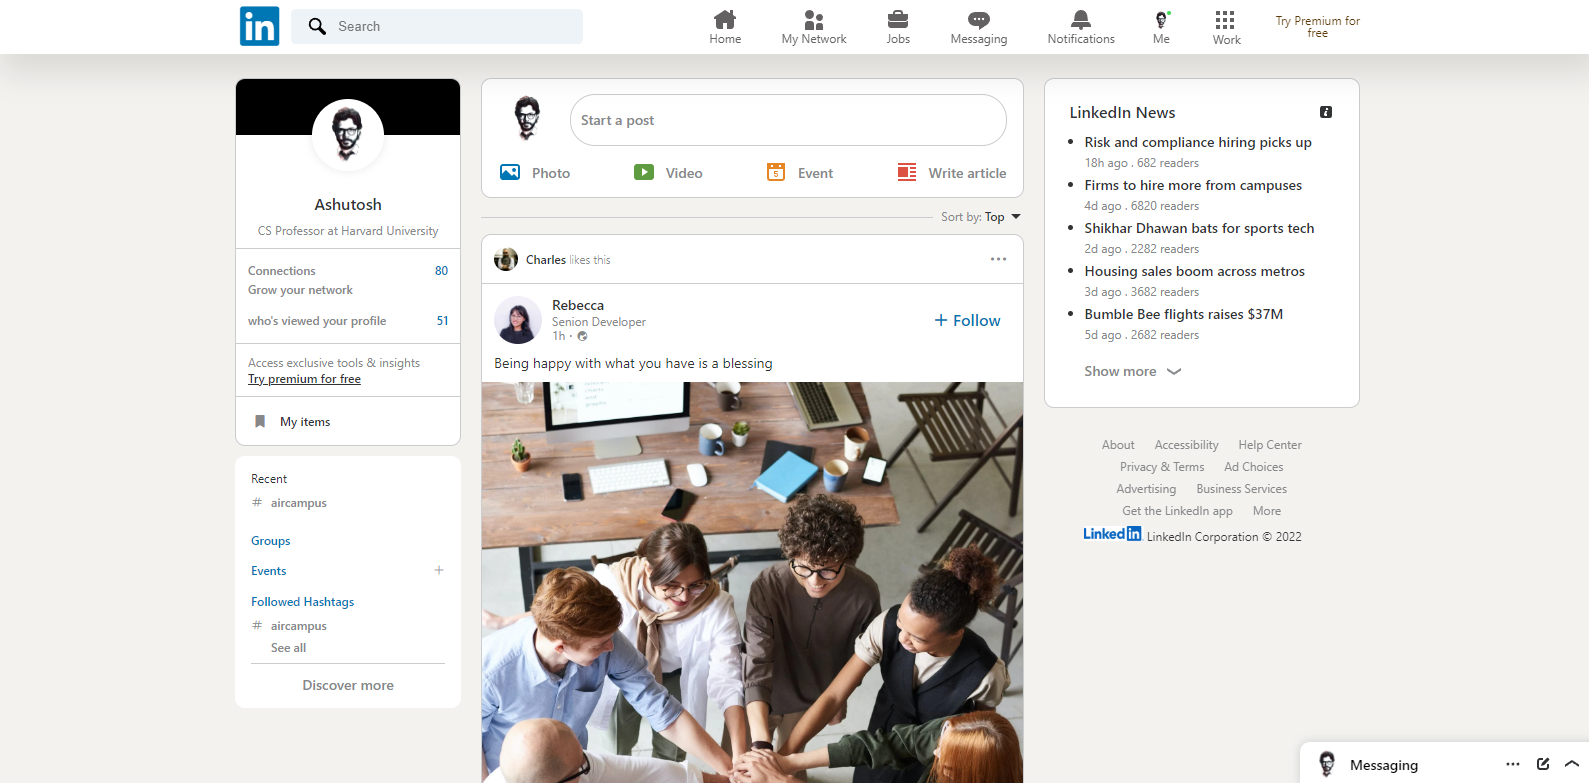 in
Search
Home
My Network
Jobs
Messaging
Notifications
Me
Work
Try Premium for
free
Ashutosh
CS Professor at Harvard University
Connections 80
Grow your network
who's viewed your profile 51
Access exclusive tools & insights
Try premium for free
My items
Recent
# aircampus
Groups
Events +
Followed Hashtags
# aircampus
See all
Discover more
Start a post
Photo
Video
5
Event
Write article
Sort by: Top
Charles likes this
Rebecca
Senion Developer
1h ·
+ Follow
Being happy with what you have is a blessing
LinkedIn News
Risk and compliance hiring picks up
18h ago . 682 readers
Firms to hire more from campuses
4d ago . 6820 readers
Shikhar Dhawan bats for sports tech
2d ago . 2282 readers
Housing sales boom across metros
3d ago . 3682 readers
Bumble Bee flights raises $37M
5d ago . 2682 readers
Show more
About Accessibility Help Center
Privacy & Terms Ad Choices
Advertising Business Services
Get the LinkedIn app More
LinkedIn LinkedIn Corporation © 2022
Messaging